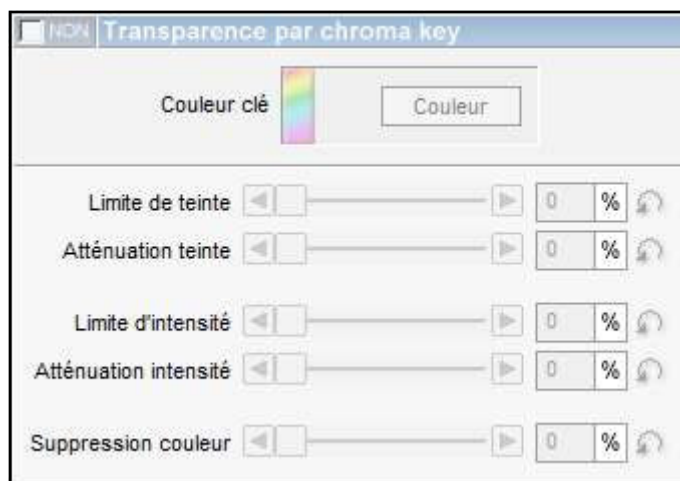 NON Transparence par chroma key
Couleur clé Couleur
Limite de teinte 0 %
Atténuation teinte 0 %
Limite d'intensité 0 %
Atténuation intensité 0 %
Suppression couleur 0 %